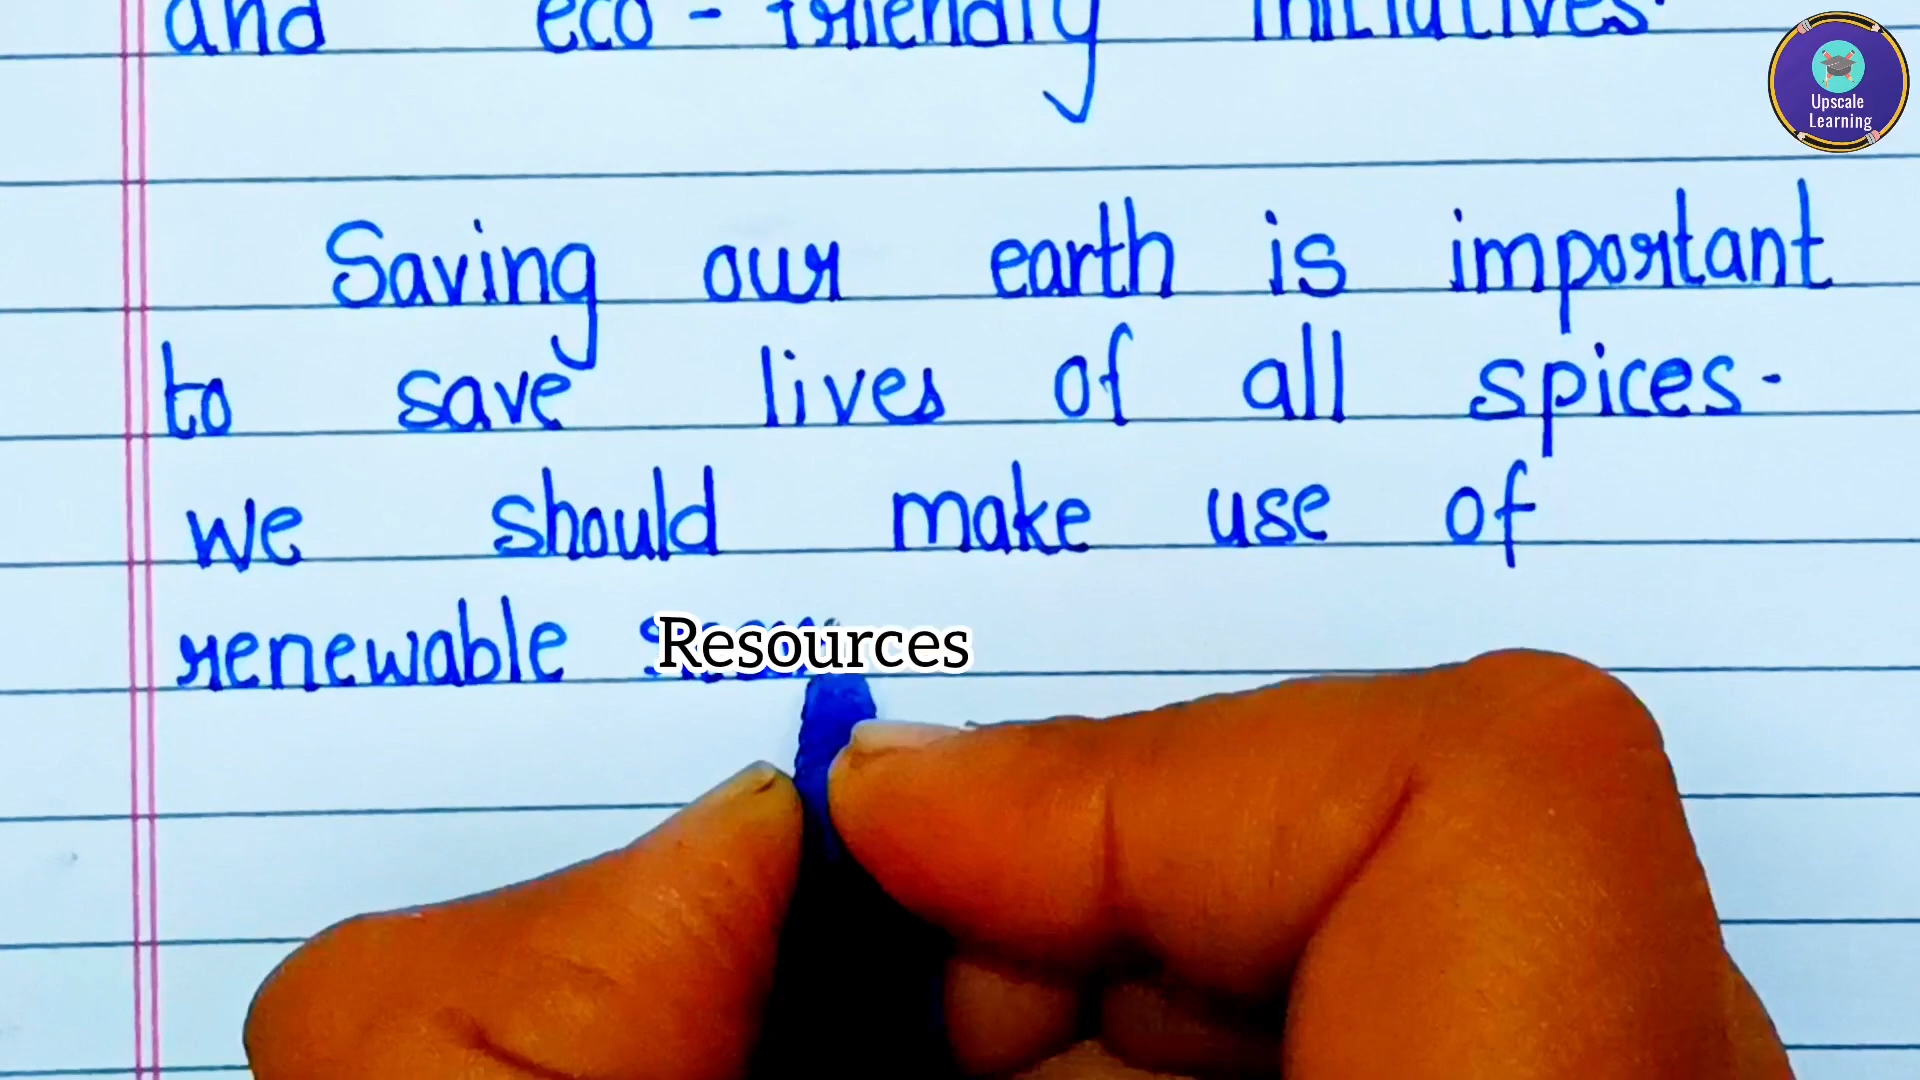 and eco-friendly initiatives.
Upscale
Learning
Saving our earth is important
to save lives of all spices.
we should make use of
renewable Resources